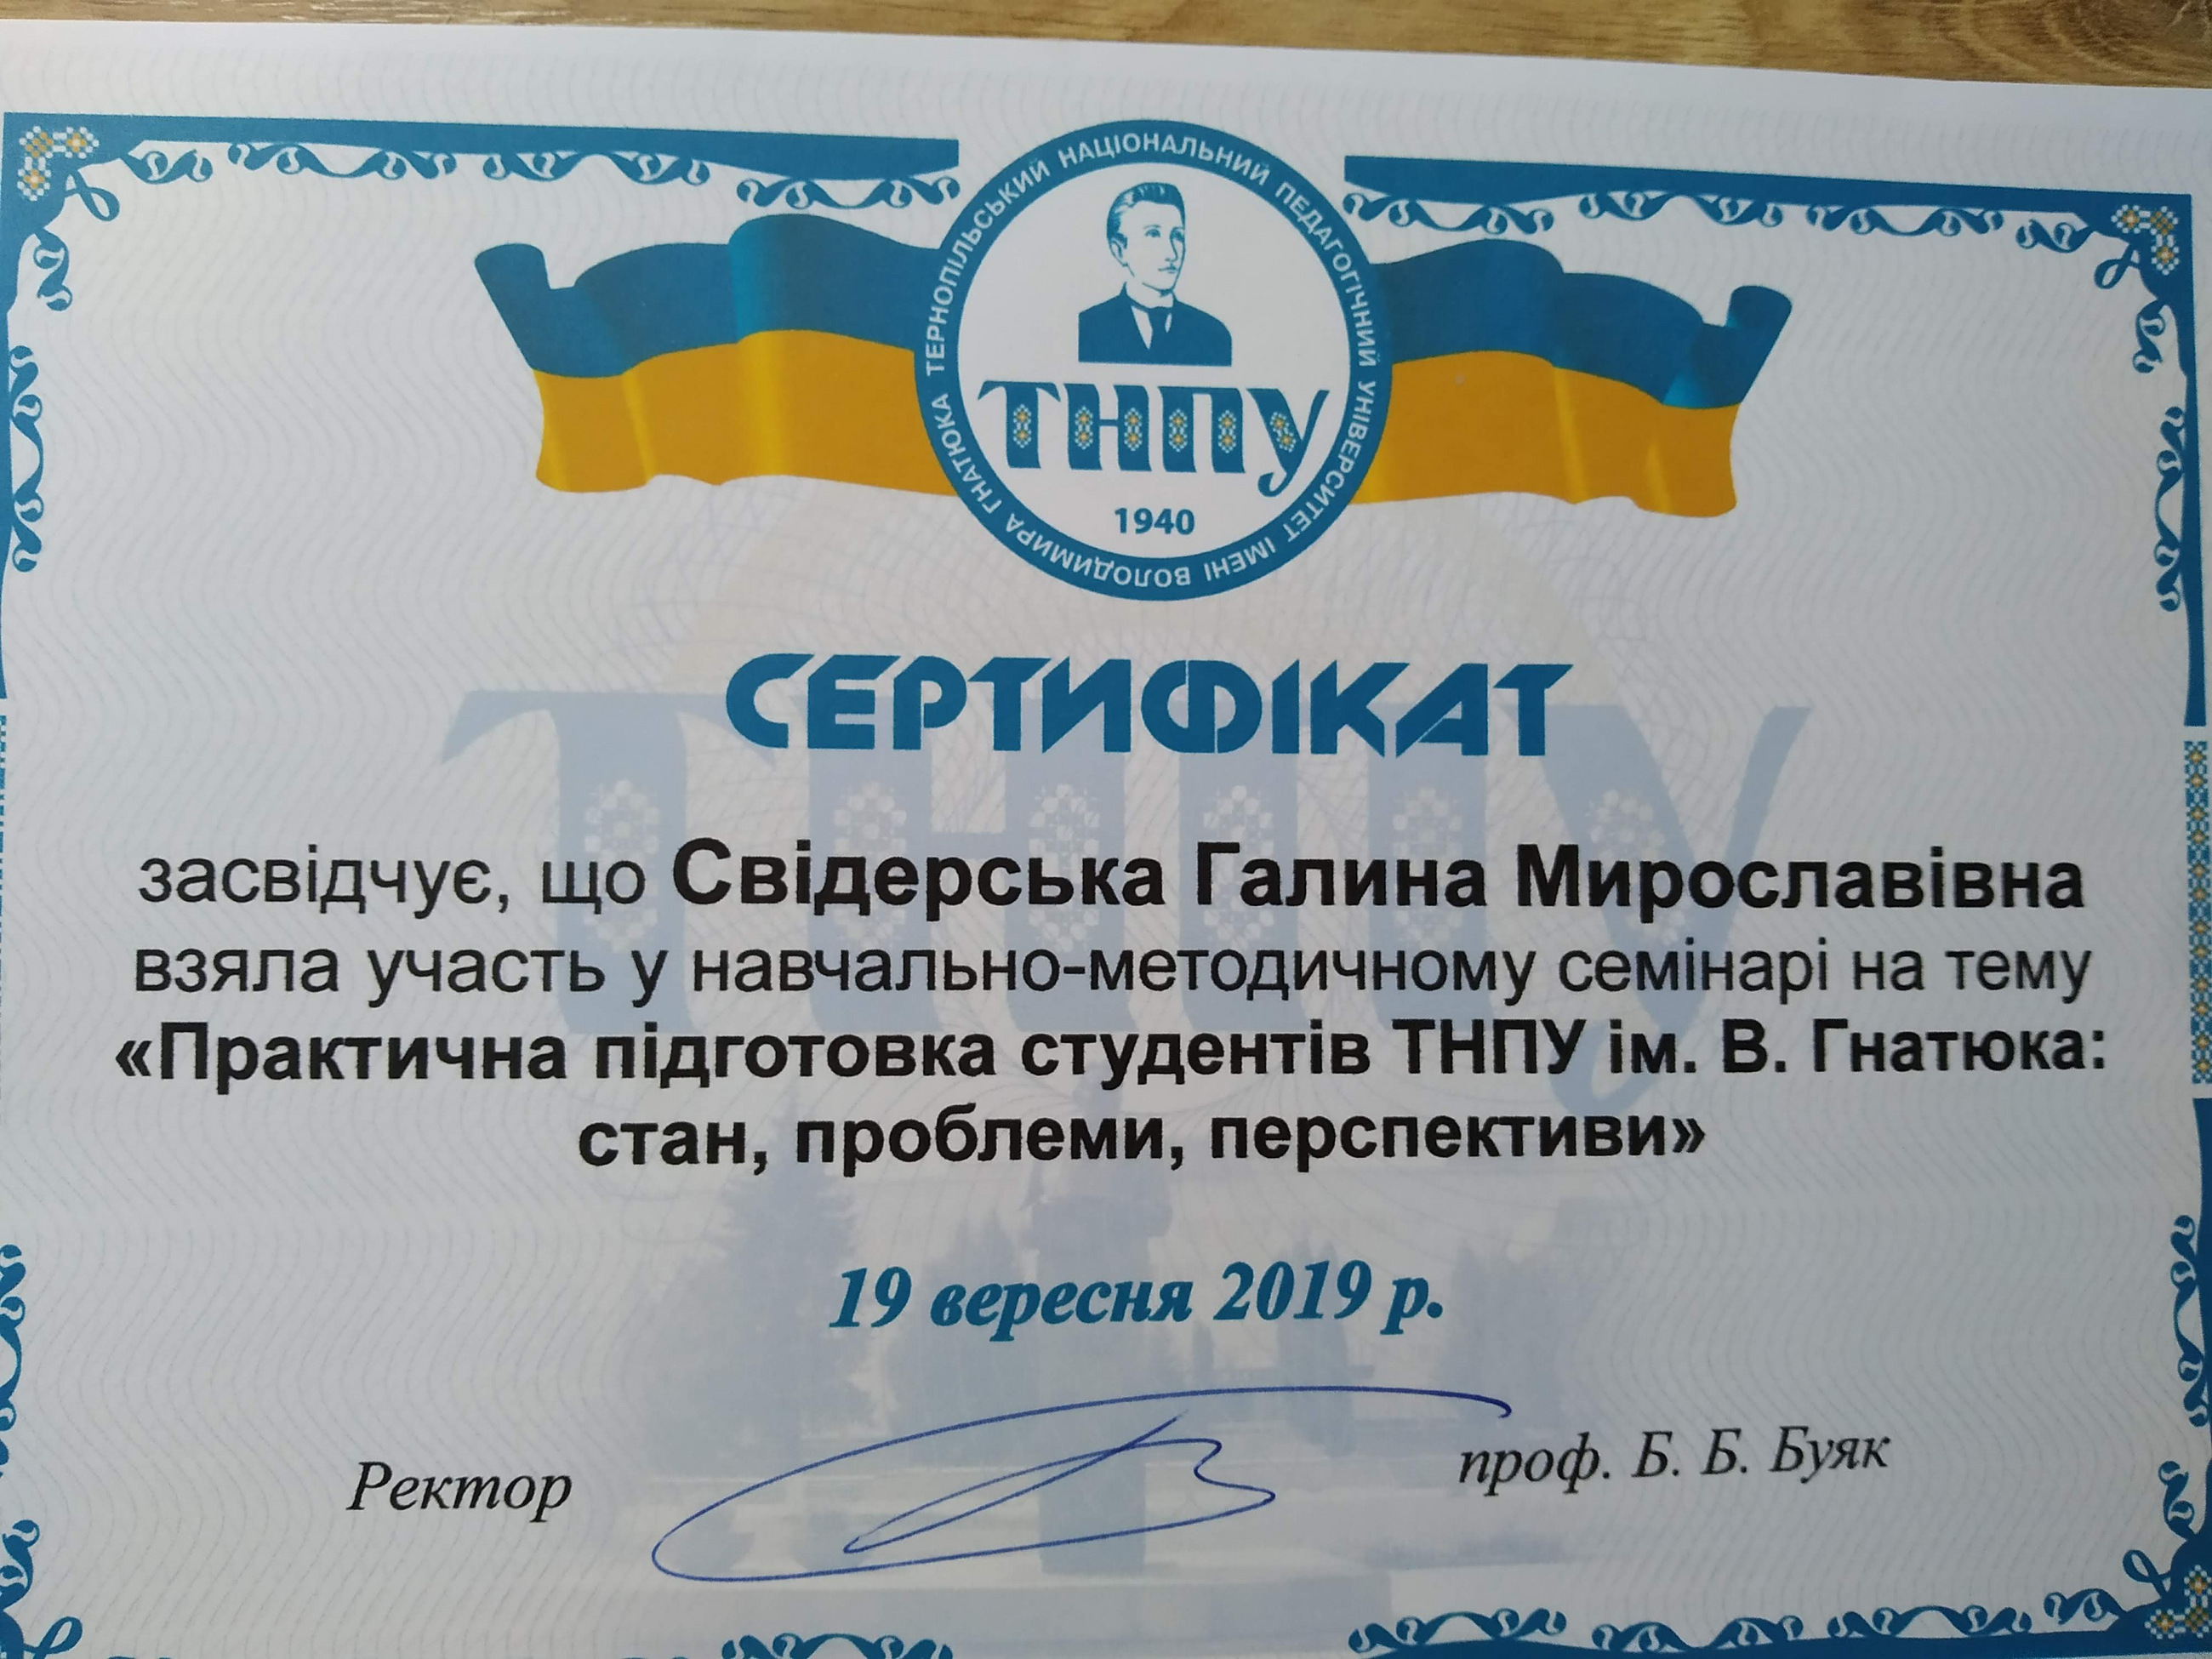 ТЕРНОПІЛЬСЬКИЙ НАЦІОНАЛЬНИЙ ПЕДАГОГІЧНИЙ УНІВЕРСИТЕТ ІМЕНІ ВОЛОДИМИРА ГНАТЮКА
ТНПУ
1940
СЕРТИФІКАТ
ТНПУ
засвідчує, що Свідерська Галина Мирославівна
взяла участь у навчально-методичному семінарі на тему
«Практична підготовка студентів ТНПУ ім. В. Гнатюка:
стан, проблеми, перспективи»
19 вересня 2019 р.
Ректор
проф. Б. Б. Буяк